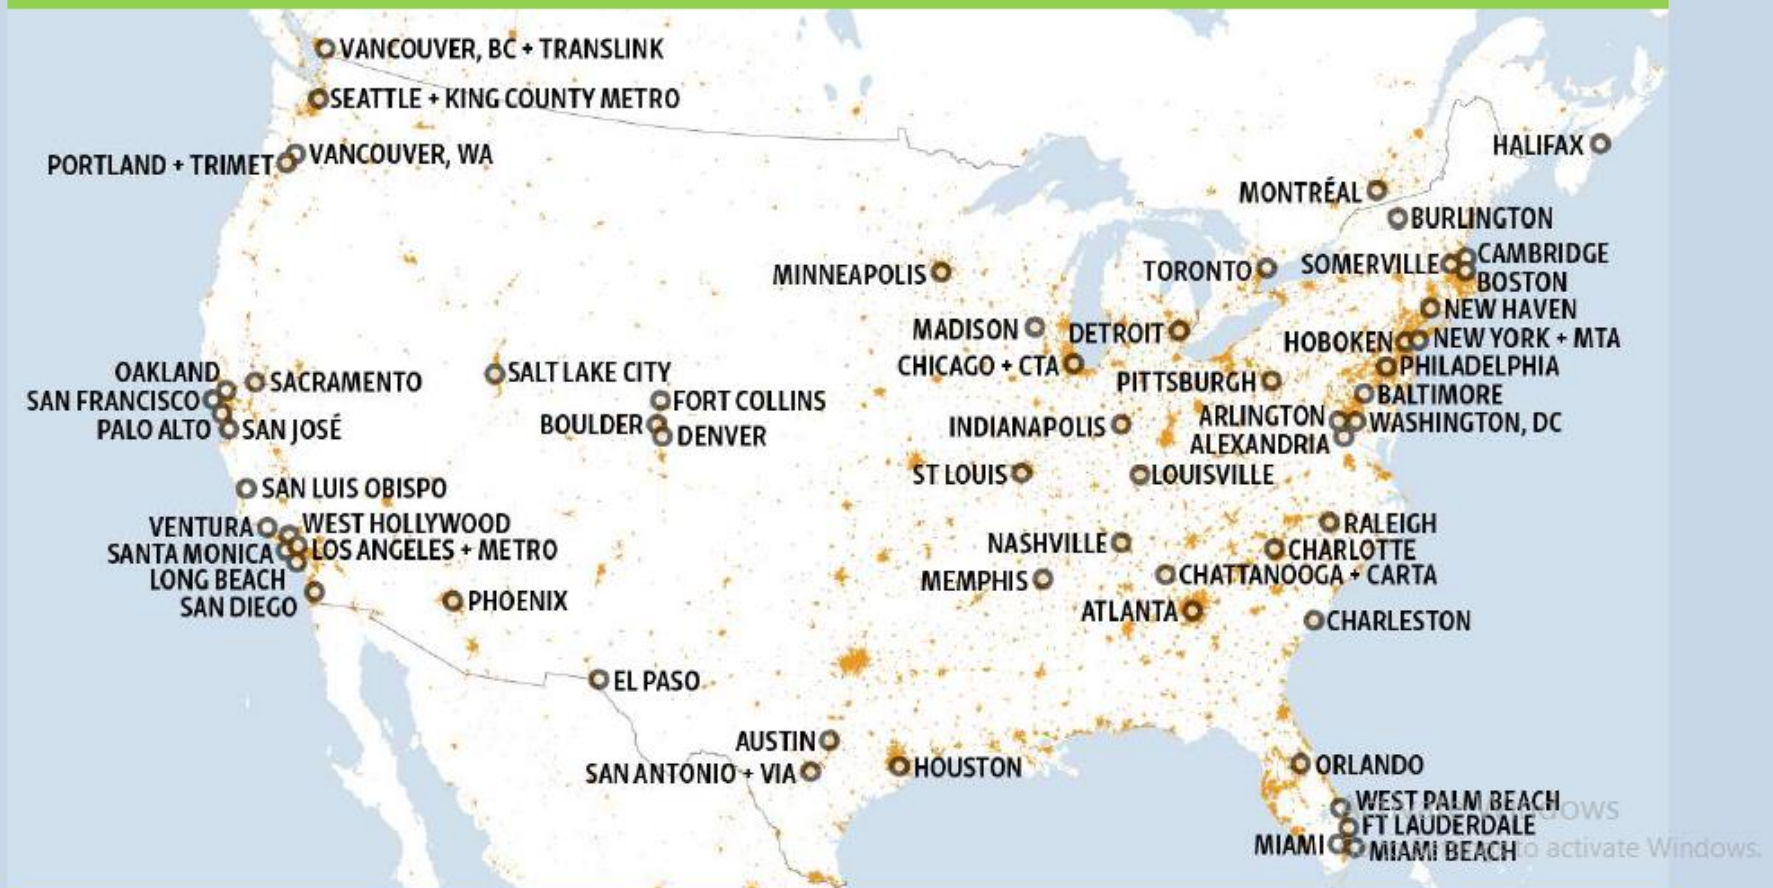 VANCOUVER, BC + TRANSLINK
SEATTLE + KING COUNTY METRO
PORTLAND + TRIMET
VANCOUVER, WA
HALIFAX
MONTRÉAL
BURLINGTON
MINNEAPOLIS
TORONTO
SOMERVILLE
CAMBRIDGE
BOSTON
NEW HAVEN
MADISON
DETROIT
HOBOKEN
NEW YORK + MTA
CHICAGO + CTA
PHILADELPHIA
OAKLAND
SACRAMENTO
SALT LAKE CITY
PITTSBURGH
SAN FRANCISCO
FORT COLLINS
BALTIMORE
PALO ALTO
SAN JOSÉ
BOULDER
DENVER
INDIANAPOLIS
ARLINGTON
WASHINGTON, DC
ALEXANDRIA
ST LOUIS
LOUISVILLE
SAN LUIS OBISPO
VENTURA
WEST HOLLYWOOD
RALEIGH
SANTA MONICA
LOS ANGELES + METRO
NASHVILLE
CHARLOTTE
LONG BEACH
MEMPHIS
CHATTANOOGA + CARTA
SAN DIEGO
PHOENIX
ATLANTA
CHARLESTON
EL PASO
AUSTIN
SAN ANTONIO + VIA
HOUSTON
ORLANDO
WEST PALM BEACH
FT LAUDERDALE
MIAMI
MIAMI BEACH
Activate Windows
to activate Windows.